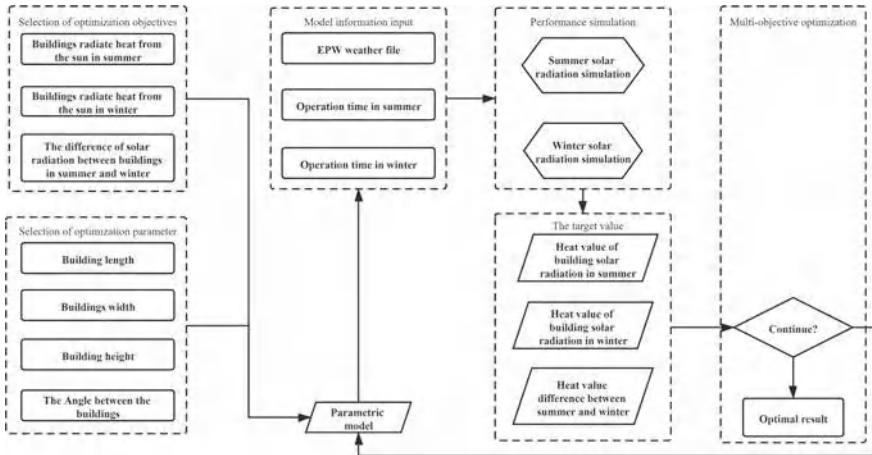 Selection of optimization objectives
Buildings radiate heat from
the sun in summer
Buildings radiate heat from
the sun in winter
The difference of solar
radiation between buildings
in summer and winter
Selection of optimization parameter
Building length
Buildings width
Building height
The Angle between the
buildings
Model information input
EPW weather file
Operation time in summer
Operation time in winter
Parametric
model
Performance simulation
Summer solar
radiation simulation
Winter solar
radiation simulation
The target value
Heat value of
building solar
radiation in summer
Heat value of
building solar
radiation in winter
Heat value
difference between
summer and winter
Multi-objective optimization
Continue?
Optimal result